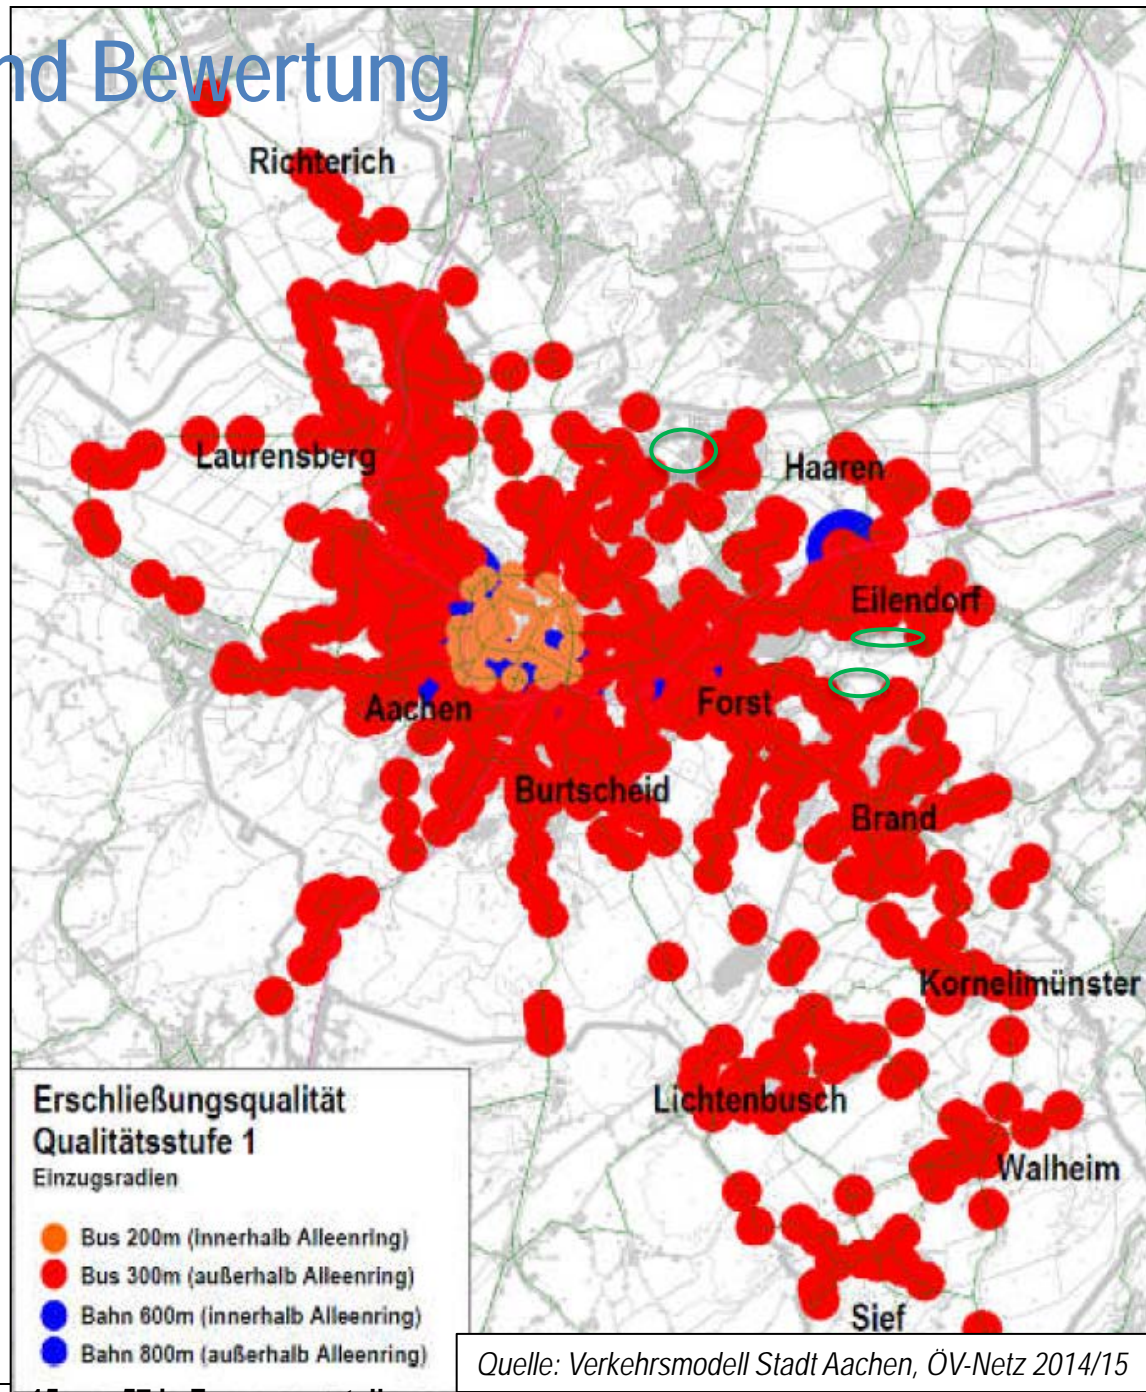 nd Bewertung
Richterich
Laurensberg
Haaren
Eilendorf
Aachen
Forst
Burtscheid
Brand
Kornelimünster
Lichtenbusch
Walheim
Sief
Erschließungsqualität
Qualitätsstufe 1
Einzugsradien
Bus 200m (innerhalb Alleenring)
Bus 300m (außerhalb Alleenring)
Bahn 600m (innerhalb Alleenring)
Bahn 800m (außerhalb Alleenring)
Quelle: Verkehrsmodell Stadt Aachen, ÖV-Netz 2014/15